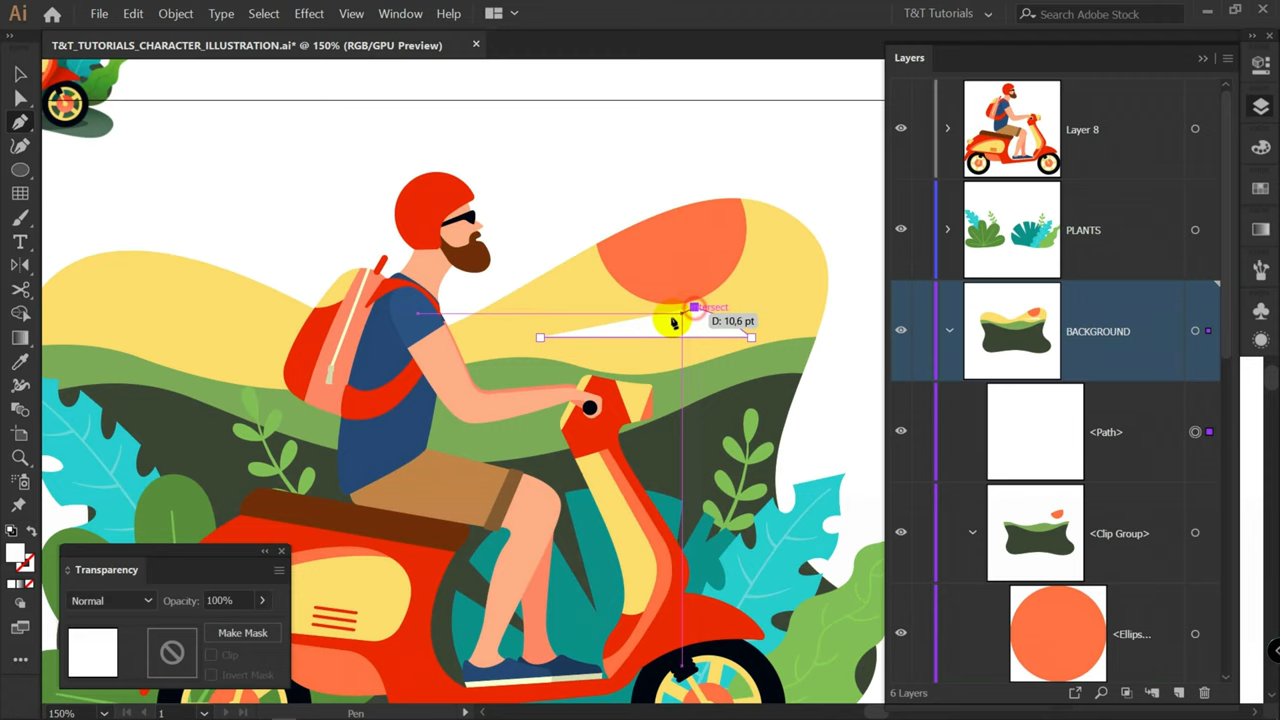 Ai
File Edit Object Type Select Effect View Window Help
T&T Tutorials
Search Adobe Stock
T&T_TUTORIALS_CHARACTER_ILLUSTRATION.ai* @ 150% (RGB/GPU Preview)
Layers
Layer 8
PLANTS
BACKGROUND
<Path>
<Clip Group>
<Ellips...
6 Layers
D: 10,6 pt
Transparency
Normal
Opacity: 100%
Make Mask
Clip
Invert Mask
150%
1
Pen